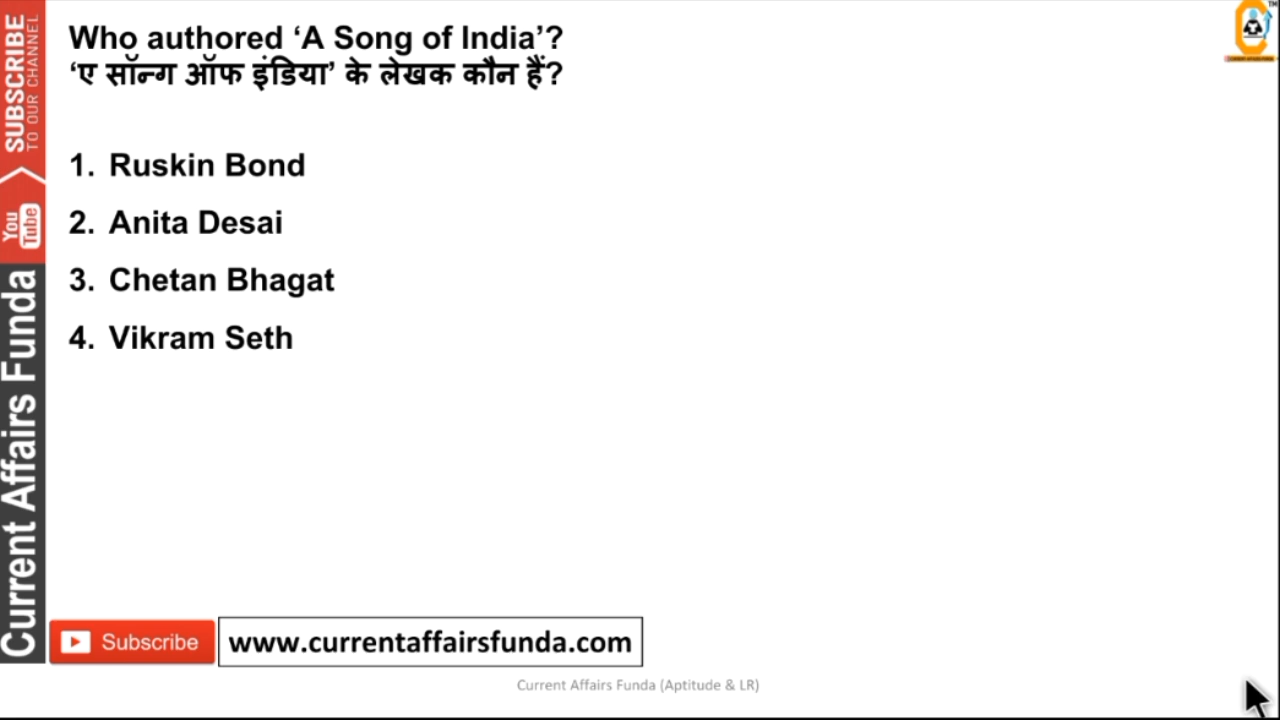 Who authored ‘A Song of India’?
‘ए सॉन्ग ऑफ इंडिया’ के लेखक कौन हैं?
1. Ruskin Bond
2. Anita Desai
3. Chetan Bhagat
4. Vikram Seth
SUBSCRIBE
TO OUR CHANNEL
You Tube
Current Affairs Funda
Subscribe
www.currentaffairsfunda.com
Current Affairs Funda (Aptitude & LR)
TM